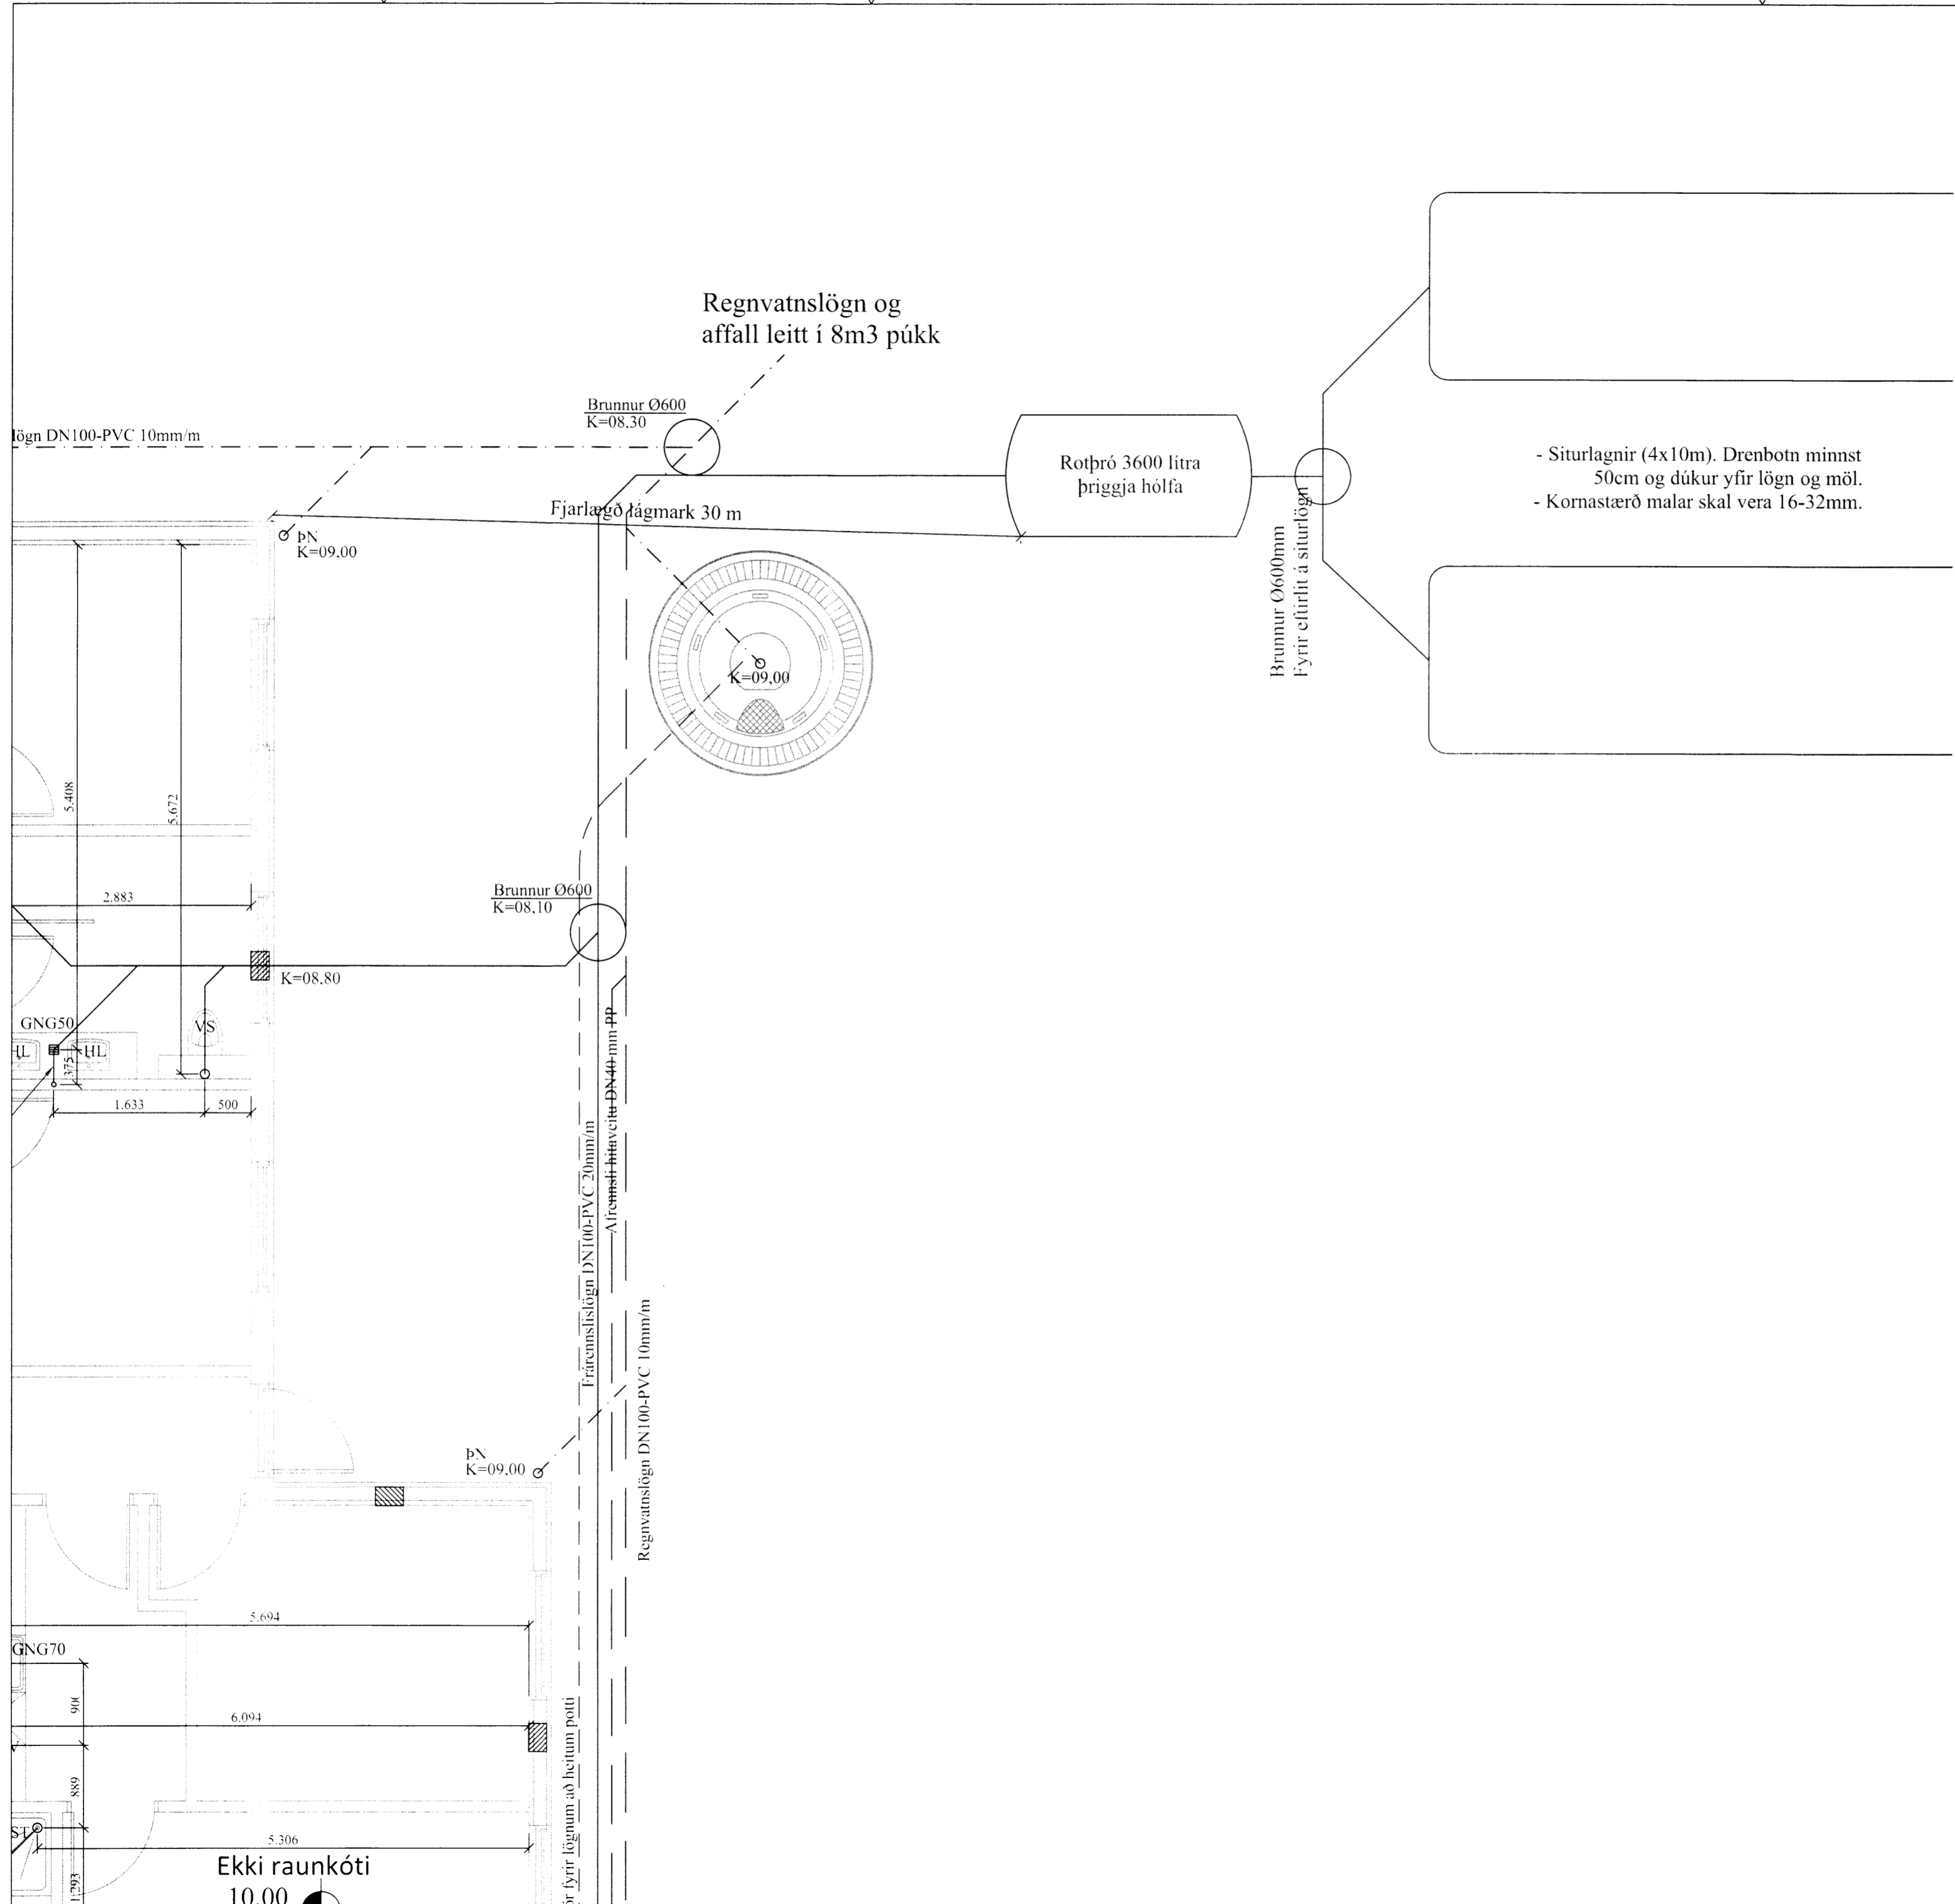 Regnvatnslögn og
affall leitt í 8m3 púkk
Brunnur Ø600
K=08,30
lögn DN100-PVC 10mm/m
Rotþró 3600 lítra
þriggja hólfa
- Siturlagnir (4x10m). Drenbotn minnst
50cm og dúkur yfir lögn og möl.
- Kornastærð malar skal vera 16-32mm.
Fjarlægð lágmark 30 m
ÞN
K=09,00
Brunnur Ø600mm
Fyrir eftirlit á siturlögn
K=09,00
5.408
5.672
2.883
Brunnur Ø600
K=08,10
K=08,80
GNG50
VS
HL
HL
375
1.633
500
Afrennsli hitaveitu DN40 mm PP
Frárennslislögn DN100-PVC 20mm/m
Regnvatnslögn DN100-PVC 10mm/m
ÞN
K=09,00
5.694
GNG70
900
6.094
V
889
ST
5.306
1.293
fyrir lögnum að heitum potti
Ekki raunkóti
10,00